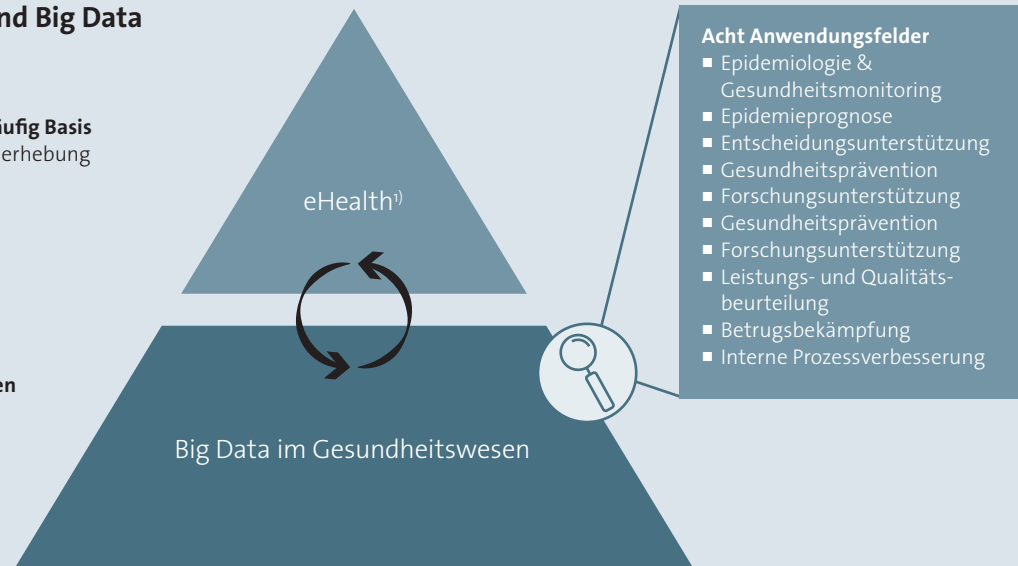 nd Big Data
äufig Basis
erhebung
en
eHealth¹⁾
Big Data im Gesundheitswesen
Acht Anwendungsfelder
▪ Epidemiologie &
Gesundheitsmonitoring
▪ Epidemieprognose
▪ Entscheidungsunterstützung
▪ Gesundheitsprävention
▪ Forschungsunterstützung
▪ Gesundheitsprävention
▪ Forschungsunterstützung
▪ Leistungs- und Qualitäts-
beurteilung
▪ Betrugsbekämpfung
▪ Interne Prozessverbesserung